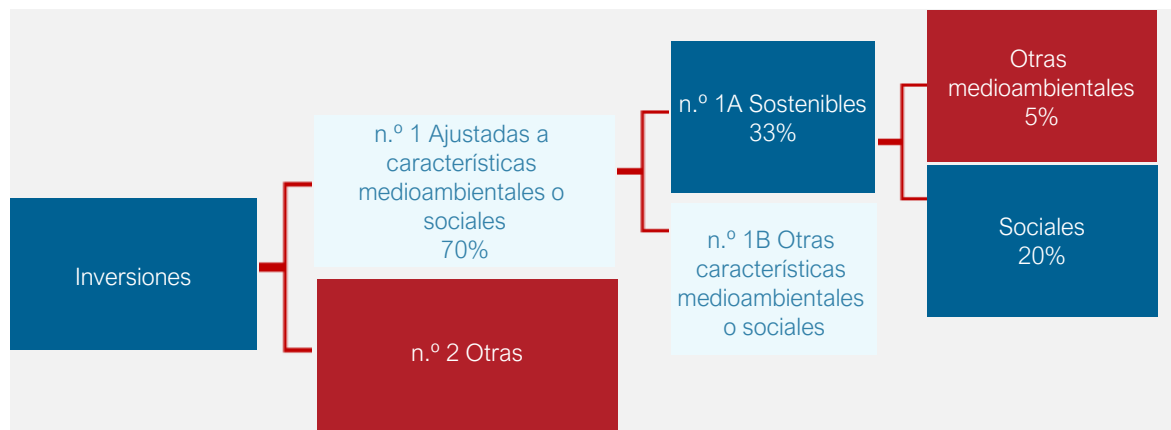 Inversiones
n.º 1 Ajustadas a
características
medioambientales o
sociales
70%
n.º 2 Otras
n.º 1A Sostenibles
33%
n.º 1B Otras
características
medioambientales
o sociales
Otras
medioambientales
5%
Sociales
20%